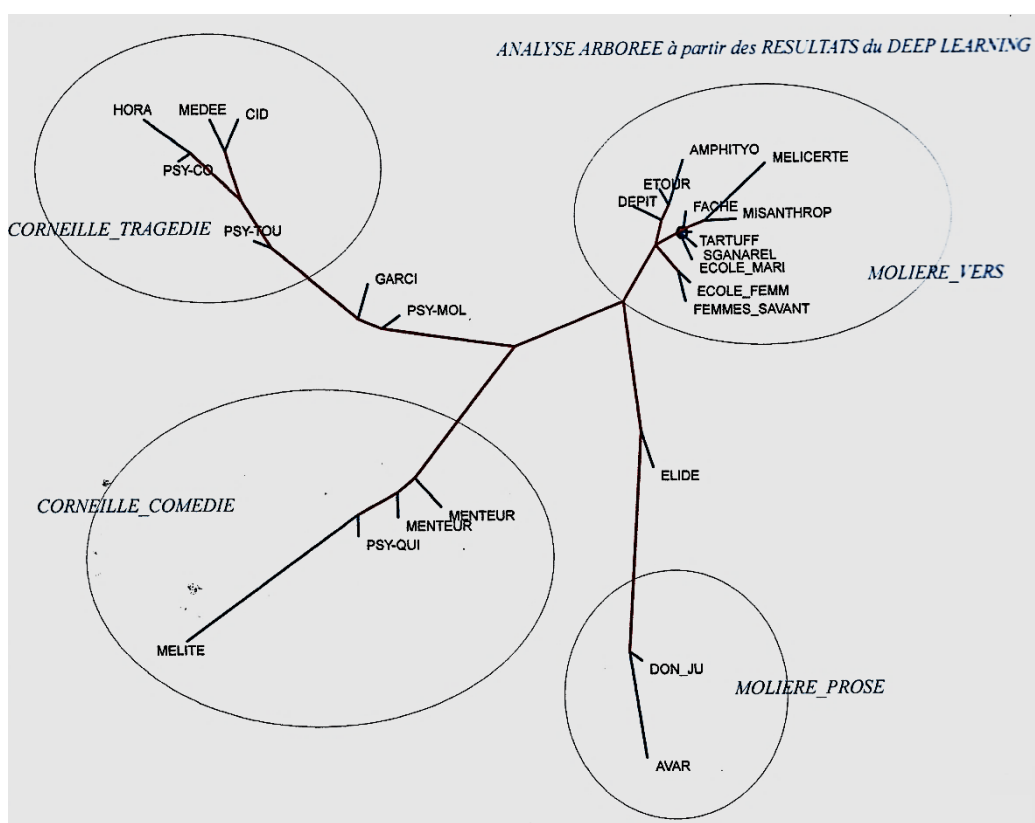 ANALYSE ARBOREE à partir des RESULTATS du DEEP LEARNING
HORA
MEDEE
CID
PSY-CO
CORNEILLE_TRAGEDIE
PSY-TOU
GARCI
PSY-MOL
AMPHITYO
MELICERTE
ETOUR
DEPIT
FACHE
MISANTHROP
TARTUFF
SGANAREL
ECOLE_MARI
ECOLE_FEMM
FEMMES_SAVANT
MOLIERE_VERS
ELIDE
CORNEILLE_COMEDIE
MENTEUR
MENTEUR
PSY-QUI
MELITE
DON_JU
MOLIERE_PROSE
AVAR